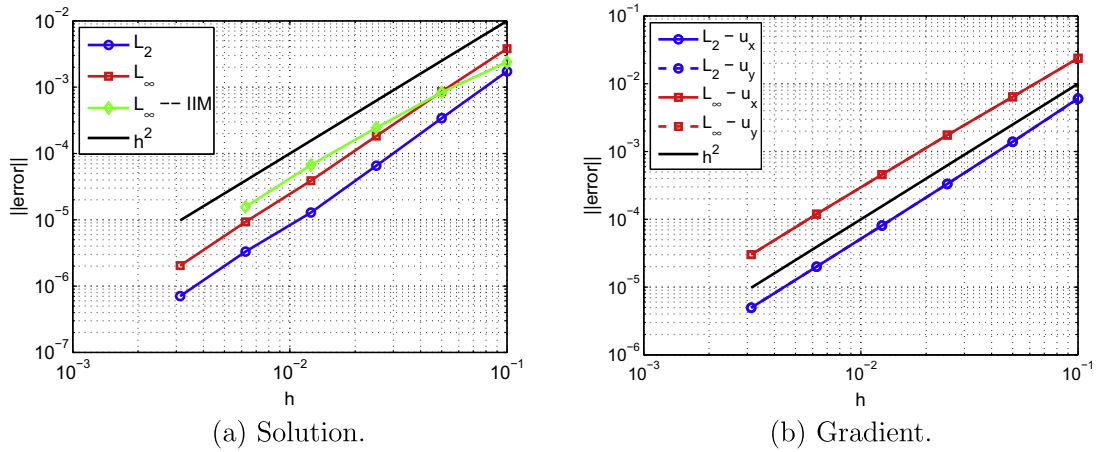 10^-2
10^-3
10^-4
10^-5
10^-6
10^-7
||error||
L_2
L_∞
L_∞ −− IIM
h^2
10^-3
10^-2
10^-1
h
(a) Solution.
10^-1
10^-2
10^-3
10^-4
10^-5
10^-6
||error||
L_2 − u_x
L_2 − u_y
L_∞ − u_x
L_∞ − u_y
h^2
10^-3
10^-2
10^-1
h
(b) Gradient.